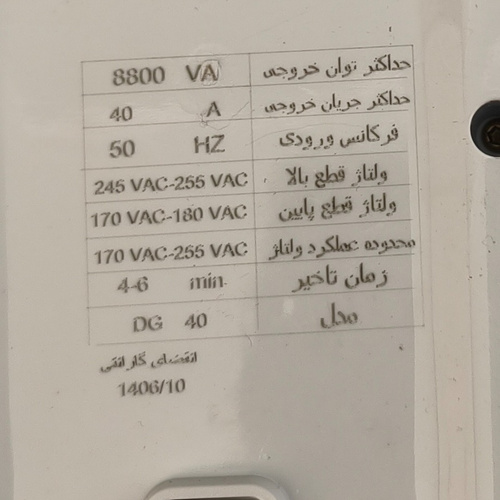 حداکثر توان خروجی 8800 VA
حداکثر جریان خروجی 40 A
فرکانس ورودی 50 HZ
ولتاژ قطع بالا 245 VAC-255 VAC
ولتاژ قطع پایین 170 VAC-180 VAC
محدوده عملکرد ولتاژ 170 VAC-255 VAC
زمان تاخیر 4-6 min
مدل DG 40
انقضای گارانتی
1406/10